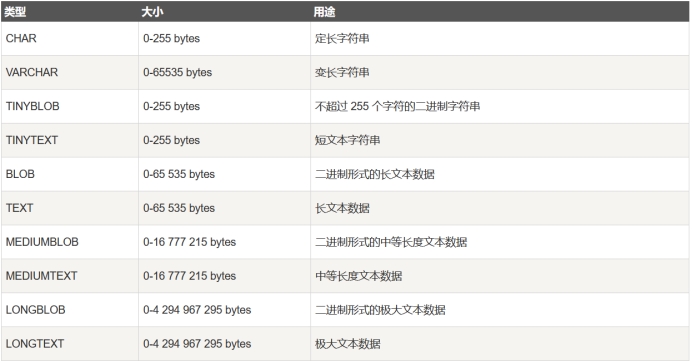 类型 大小 用途
CHAR 0-255 bytes 定长字符串
VARCHAR 0-65535 bytes 变长字符串
TINYBLOB 0-255 bytes 不超过 255 个字符的二进制字符串
TINYTEXT 0-255 bytes 短文本字符串
BLOB 0-65 535 bytes 二进制形式的长文本数据
TEXT 0-65 535 bytes 长文本数据
MEDIUMBLOB 0-16 777 215 bytes 二进制形式的中等长度文本数据
MEDIUMTEXT 0-16 777 215 bytes 中等长度文本数据
LONGBLOB 0-4 294 967 295 bytes 二进制形式的极大文本数据
LONGTEXT 0-4 294 967 295 bytes 极大文本数据